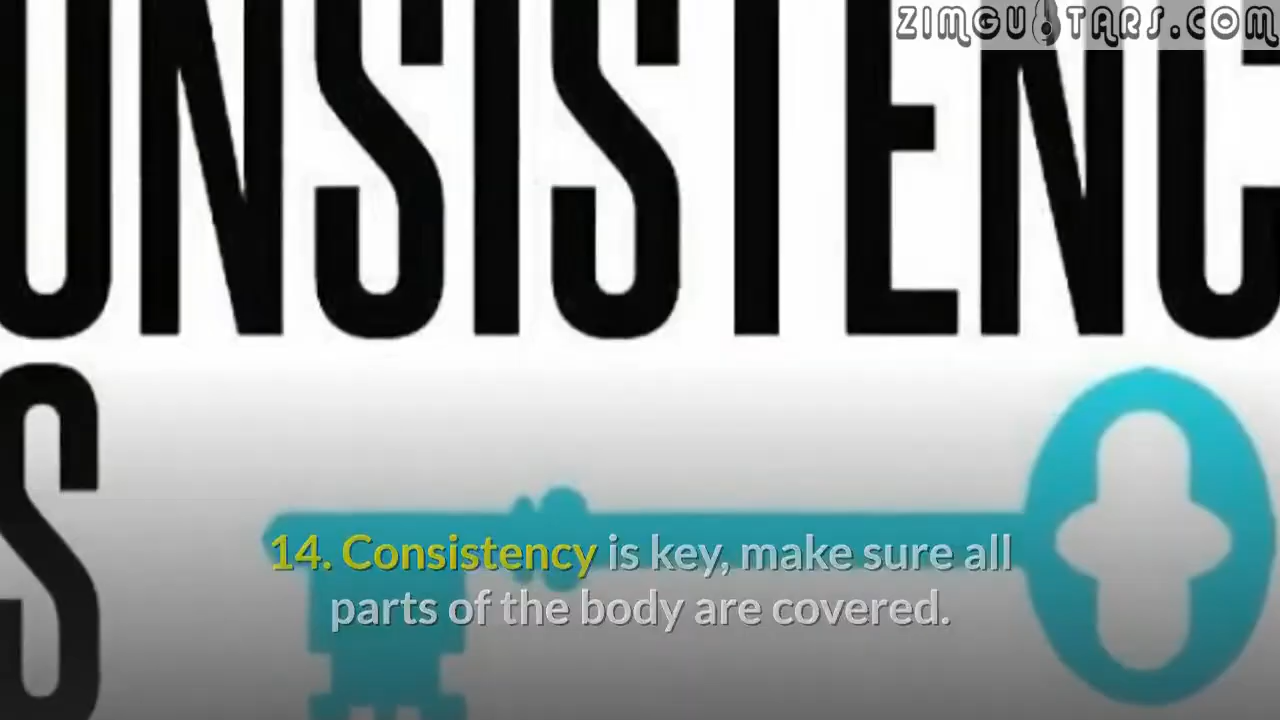 ZIMGUITARS.COM
ONSISTENC
S
14. Consistency is key, make sure all
parts of the body are covered.